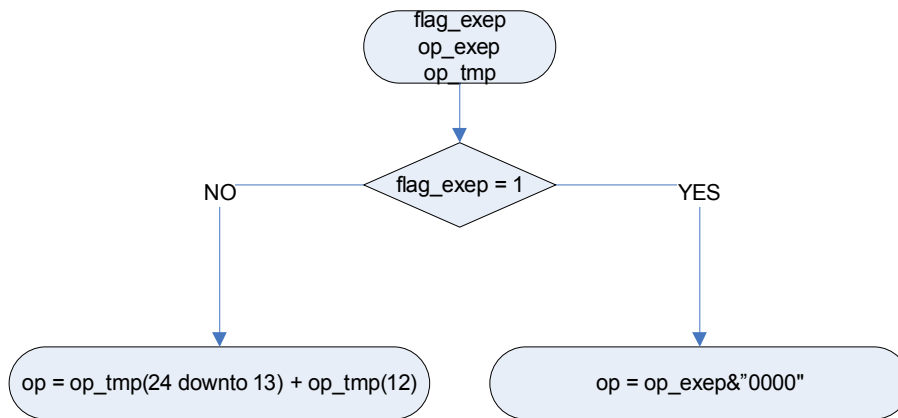 flag_exep
op_exep
op_tmp
flag_exep = 1
NO
YES
op = op_tmp(24 downto 13) + op_tmp(12)
op = op_exep&”0000"